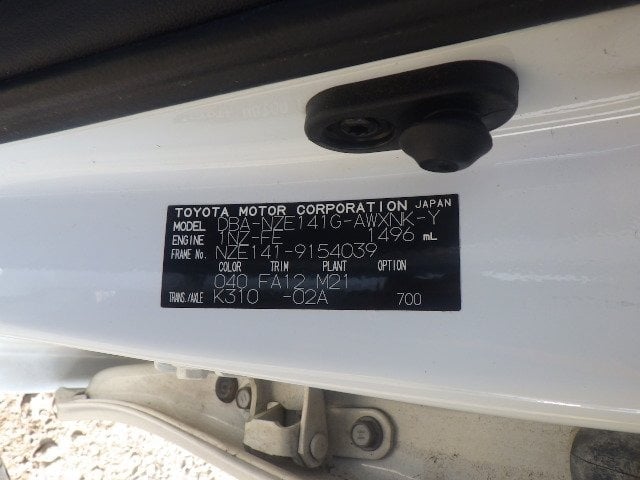 TOYOTA MOTOR CORPORATION JAPAN
MODEL DBA-NZE141G-AWXNK-Y
ENGINE 1NZ-FE 1496 mL
FRAME No. NZE141-9154039
COLOR TRIM PLANT OPTION
040 FA12 M21
TRANS./AXLE K310 -02A 700